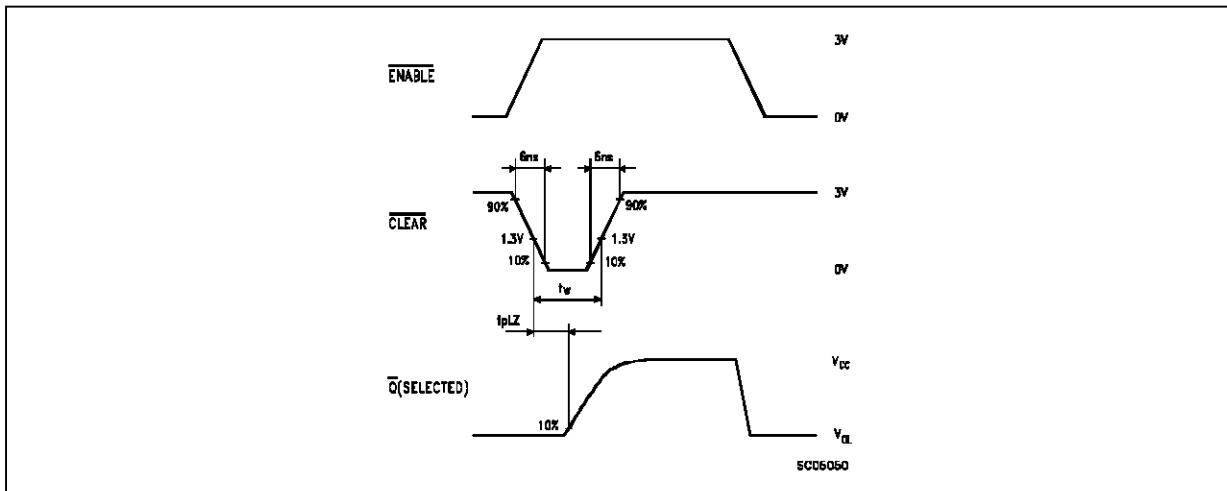 3V
ENABLE
0V
6ns 6ns
3V
90% 90%
CLEAR
1.3V 1.3V
10% 10%
0V
tw
tpLZ
VCC
Q(SELECTED)
10%
VOL
SC05050